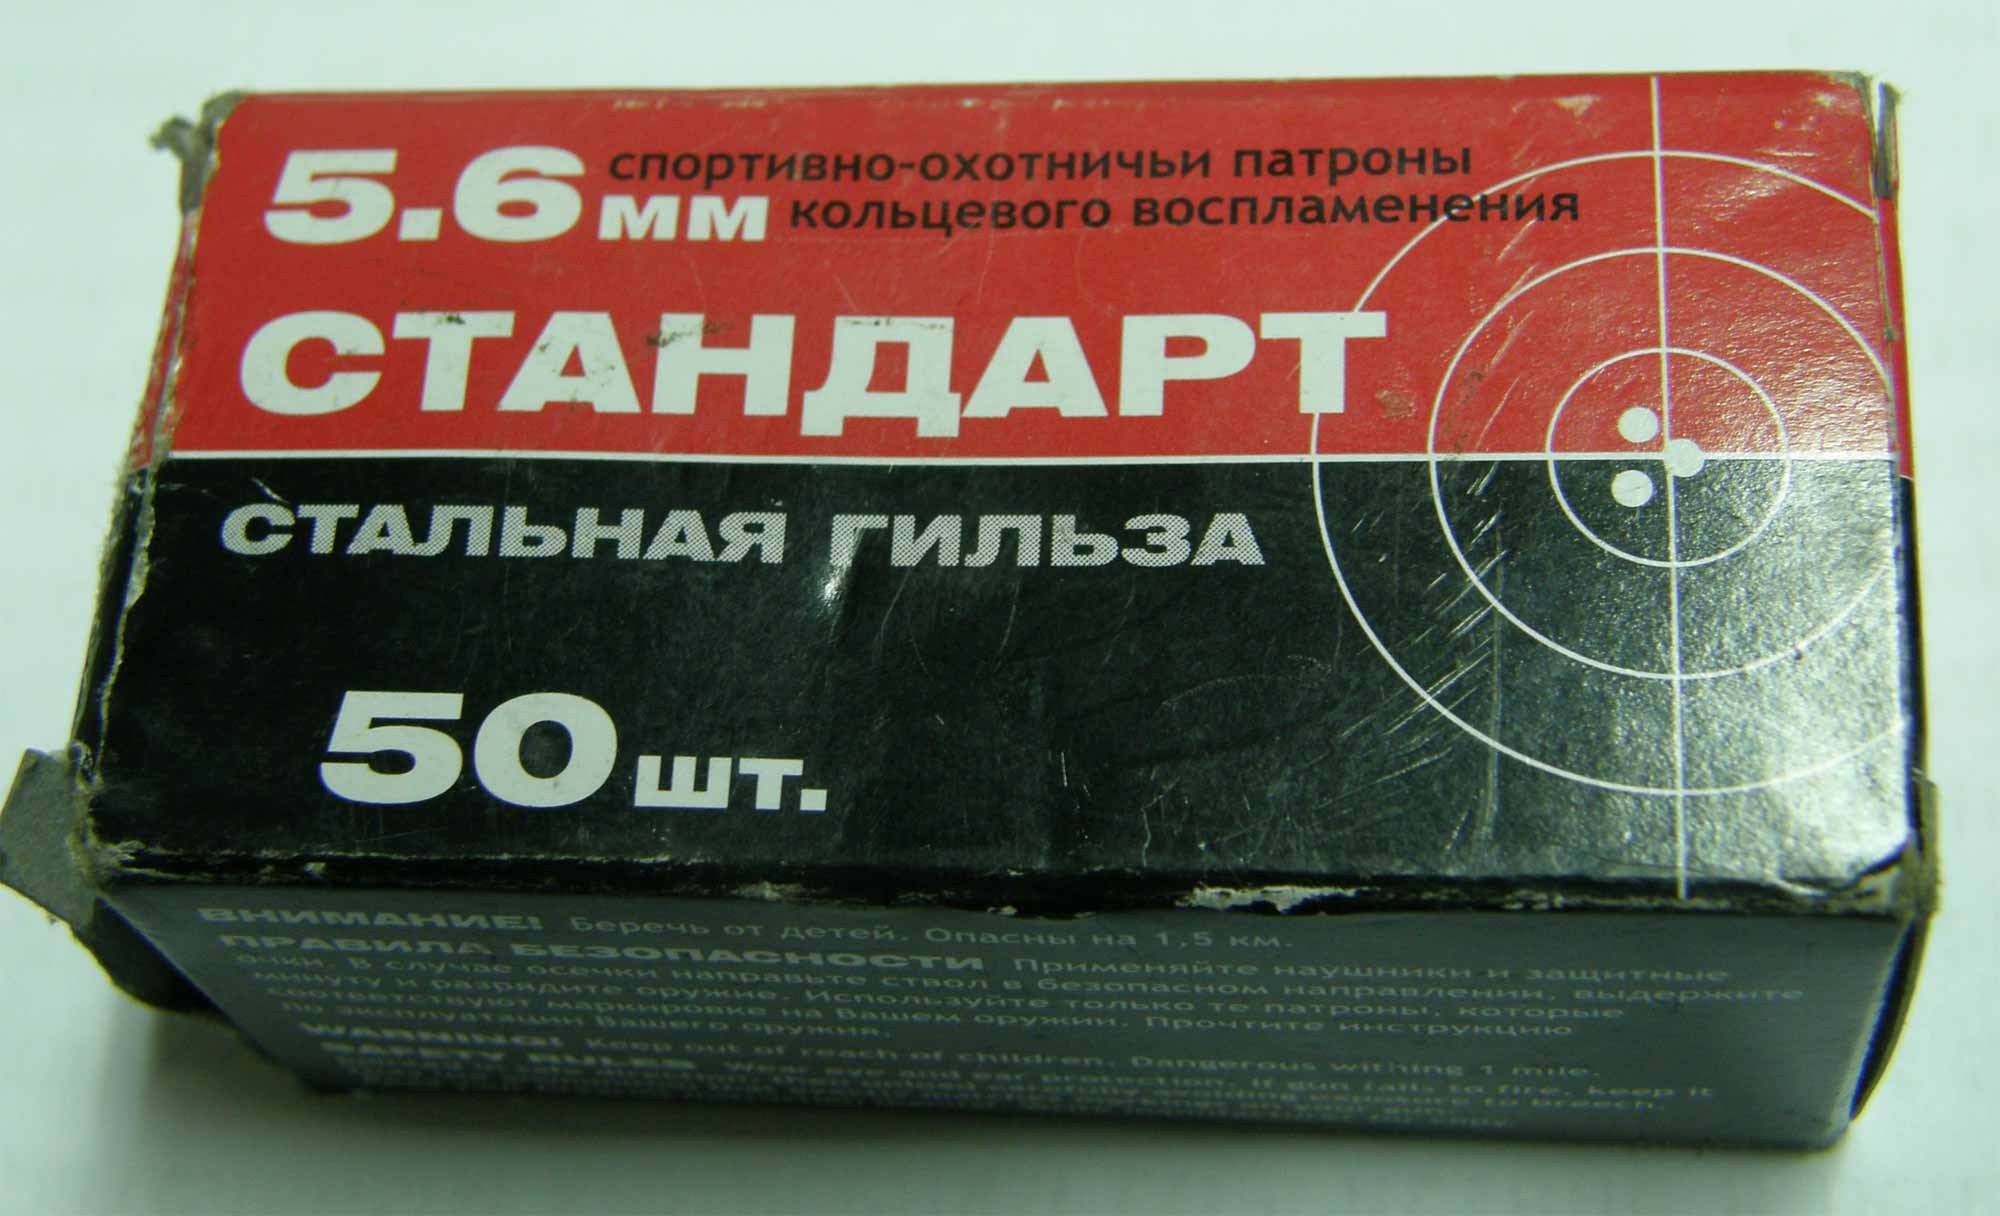 5.6 мм спортивно-охотничьи патроны
кольцевого воспламенения
СТАНДАРТ
СТАЛЬНАЯ ГИЛЬЗА
50 шт.
ВНИМАНИЕ! Беречь от детей. Опасны на 1,5 км.
ПРАВИЛА БЕЗОПАСНОСТИ Применяйте наушники и защитные
очки. В случае осечки направьте ствол в безопасном направлении, выдержите
минуту и разрядите оружие. Используйте только те патроны, которые
соответствуют маркировке на Вашем оружии. Прочтите инструкцию
по эксплуатации Вашего оружия.
WARNING! Keep out of reach of children. Dangerous withing 1 mile.
SAFETY RULES Wear eye and ear protection. If gun fails to fire, keep it
exposure to breech.